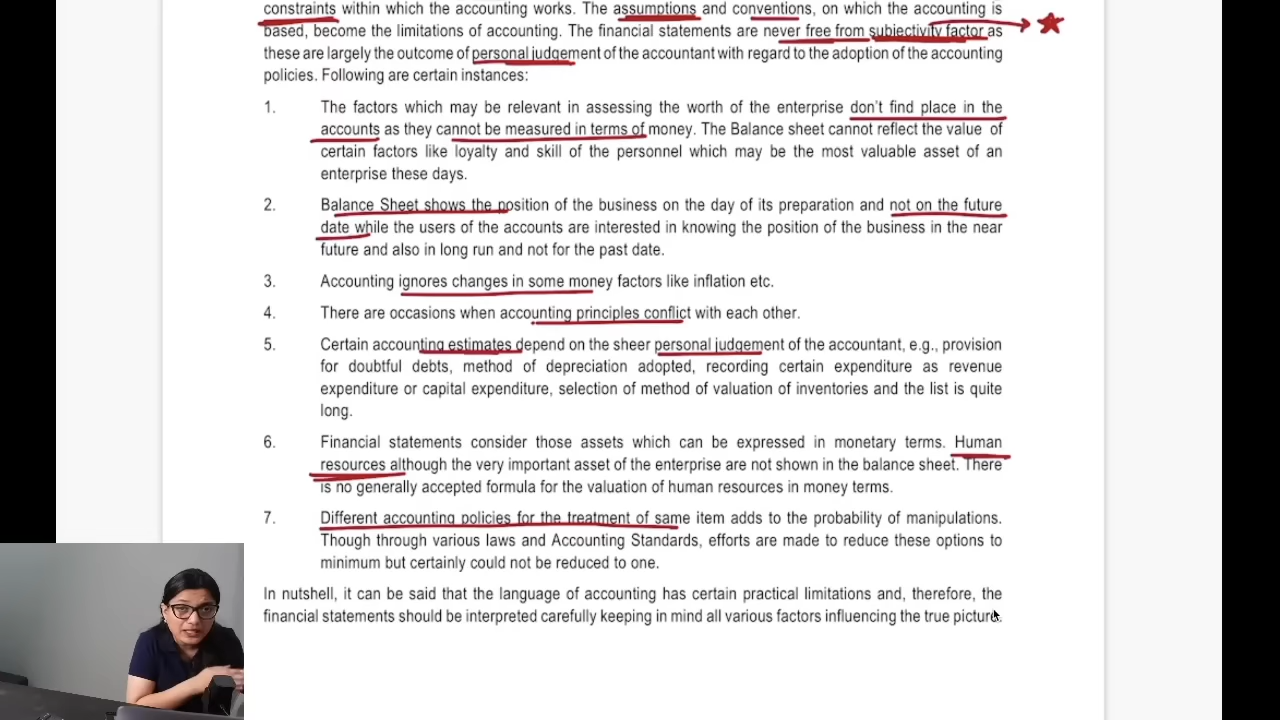 constraints within which the accounting works. The assumptions and conventions, on which the accounting is
based, become the limitations of accounting. The financial statements are never free from subjectivity factor as
these are largely the outcome of personal judgement of the accountant with regard to the adoption of the accounting
policies. Following are certain instances:
1. The factors which may be relevant in assessing the worth of the enterprise don't find place in the
accounts as they cannot be measured in terms of money. The Balance sheet cannot reflect the value of
certain factors like loyalty and skill of the personnel which may be the most valuable asset of an
enterprise these days.
2. Balance Sheet shows the position of the business on the day of its preparation and not on the future
date while the users of the accounts are interested in knowing the position of the business in the near
future and also in long run and not for the past date.
3. Accounting ignores changes in some money factors like inflation etc.
4. There are occasions when accounting principles conflict with each other.
5. Certain accounting estimates depend on the sheer personal judgement of the accountant, e.g., provision
for doubtful debts, method of depreciation adopted, recording certain expenditure as revenue
expenditure or capital expenditure, selection of method of valuation of inventories and the list is quite
long.
6. Financial statements consider those assets which can be expressed in monetary terms. Human
resources although the very important asset of the enterprise are not shown in the balance sheet. There
is no generally accepted formula for the valuation of human resources in money terms.
7. Different accounting policies for the treatment of same item adds to the probability of manipulations.
Though through various laws and Accounting Standards, efforts are made to reduce these options to
minimum but certainly could not be reduced to one.
In nutshell, it can be said that the language of accounting has certain practical limitations and, therefore, the
financial statements should be interpreted carefully keeping in mind all various factors influencing the true picture.